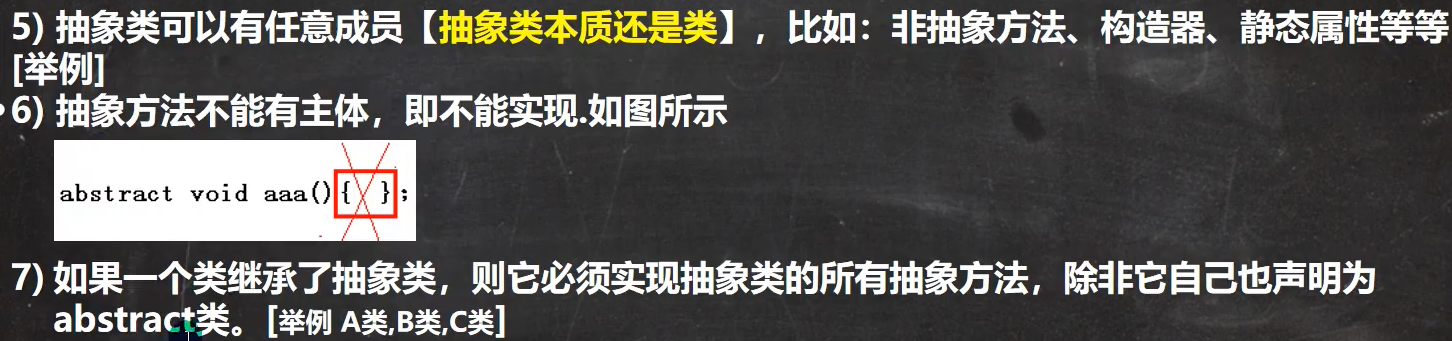 5) 抽象类可以有任意成员【抽象类本质还是类】，比如：非抽象方法、构造器、静态属性等等
[举例]
6) 抽象方法不能有主体，即不能实现.如图所示
abstract void aaa(){ };
7) 如果一个类继承了抽象类，则它必须实现抽象类的所有抽象方法，除非它自己也声明为
abstract类。[举例 A类,B类,C类]